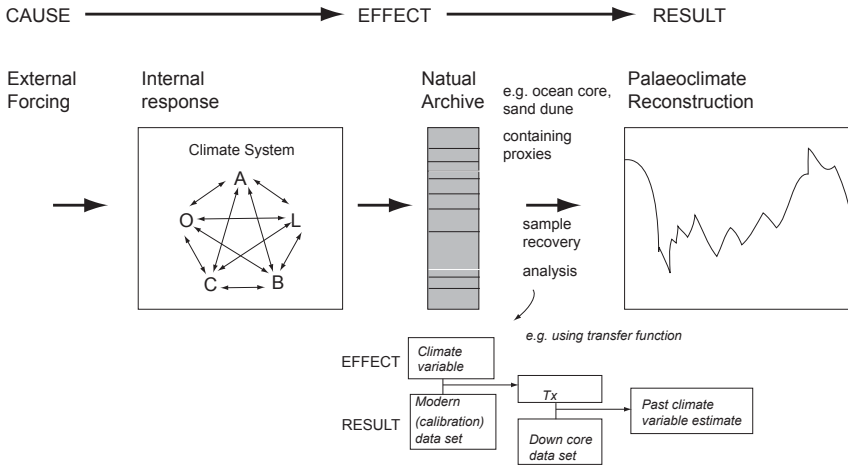 CAUSE EFFECT RESULT
External
Forcing
Internal
response
Natual
Archive
e.g. ocean core,
sand dune
containing
proxies
Palaeoclimate
Reconstruction
Climate System
A
O L
C B
sample
recovery
analysis
e.g. using transfer function
EFFECT
Climate
variable
RESULT
Modern
(calibration)
data set
Tx
Down core
data set
Past climate
variable estimate